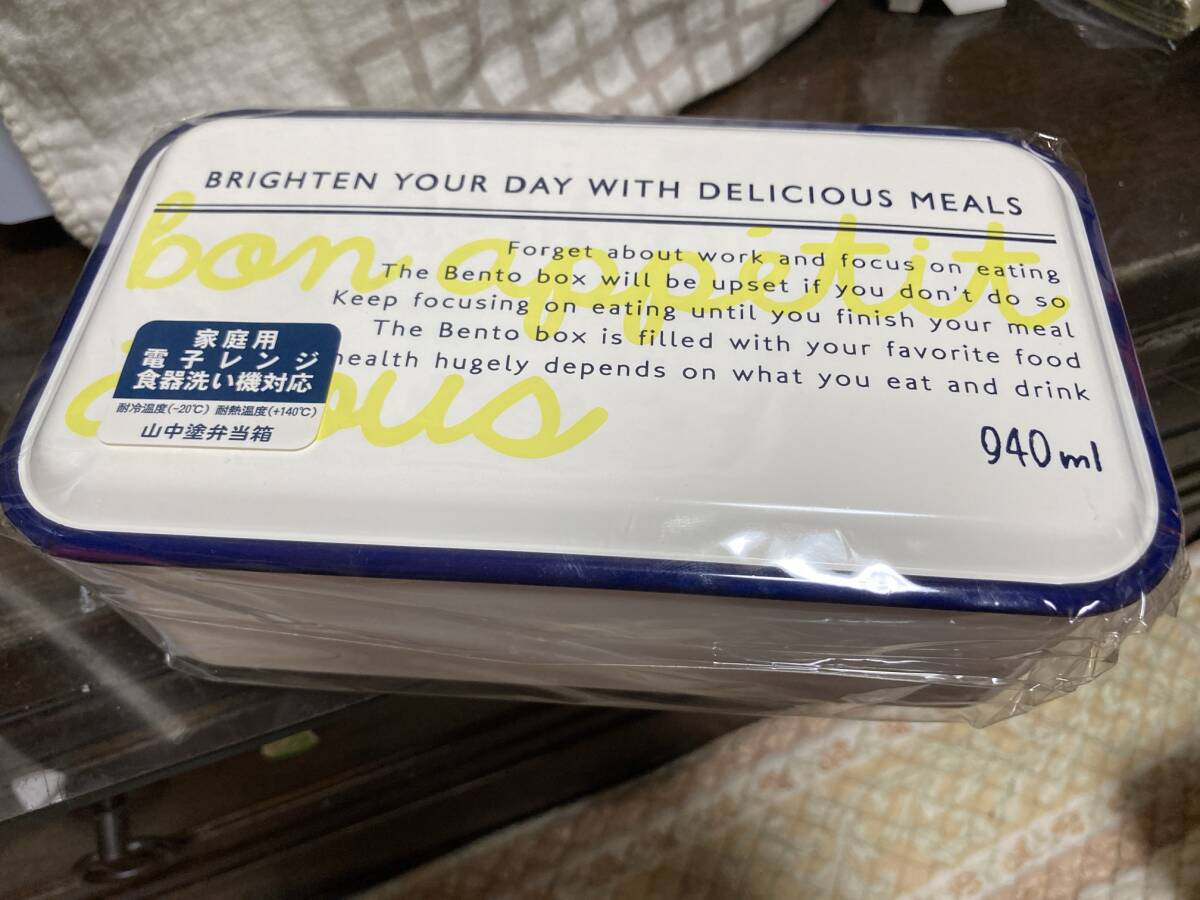 BRIGHTEN YOUR DAY WITH DELICIOUS MEALS
bon appétit
Forget about work and focus on eating
The Bento box will be upset if you don't do so
Keep focusing on eating until you finish your meal
The Bento box is filled with your favorite food
health hugely depends on what you eat and drink
ous
家庭用
電子レンジ
食器洗い機対応
耐冷温度(-20℃) 耐熱温度(+140℃)
山中塗弁当箱
940ml